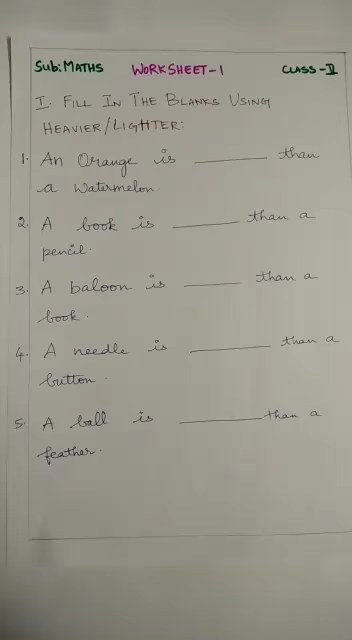 Sub: MATHS WORKSHEET-1 CLASS-II
I. FILL IN THE BLANKS USING
HEAVIER/LIGHTER:
1. An Orange is ________ than
a watermelon
2. A book is ________ than a
pencil.
3. A baloon is ________ than a
book.
4. A needle is ________ than a
button.
5. A ball is ________ than a
feather.